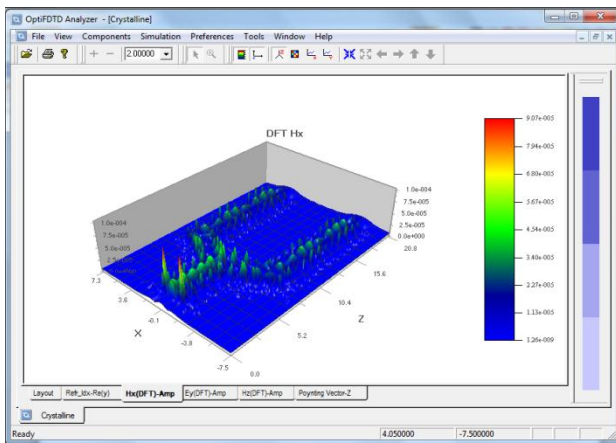 OptiFDTD Analyzer - [Crystalline]
File View Components Simulation Preferences Tools Window Help
2.00000
DFT Hx
1.0e-004
7.5e-005
5.0e-005
7.3
3.6
-0.1
-3.8
-7.5
X
0.0
5.2
10.4
15.6
20.8
Z
1.0e-004
7.5e-005
5.0e-005
2.5e-005
0.0e+000
9.07e-005
7.94e-005
6.80e-005
5.67e-005
4.54e-005
3.40e-005
2.27e-005
1.13e-005
1.26e-009
Layout Refr_Idx-Re(y) Hx(DFT)-Amp Ey(DFT)-Amp Hz(DFT)-Amp Poynting Vector-Z
Crystalline
Ready 4.050000 -7.500000